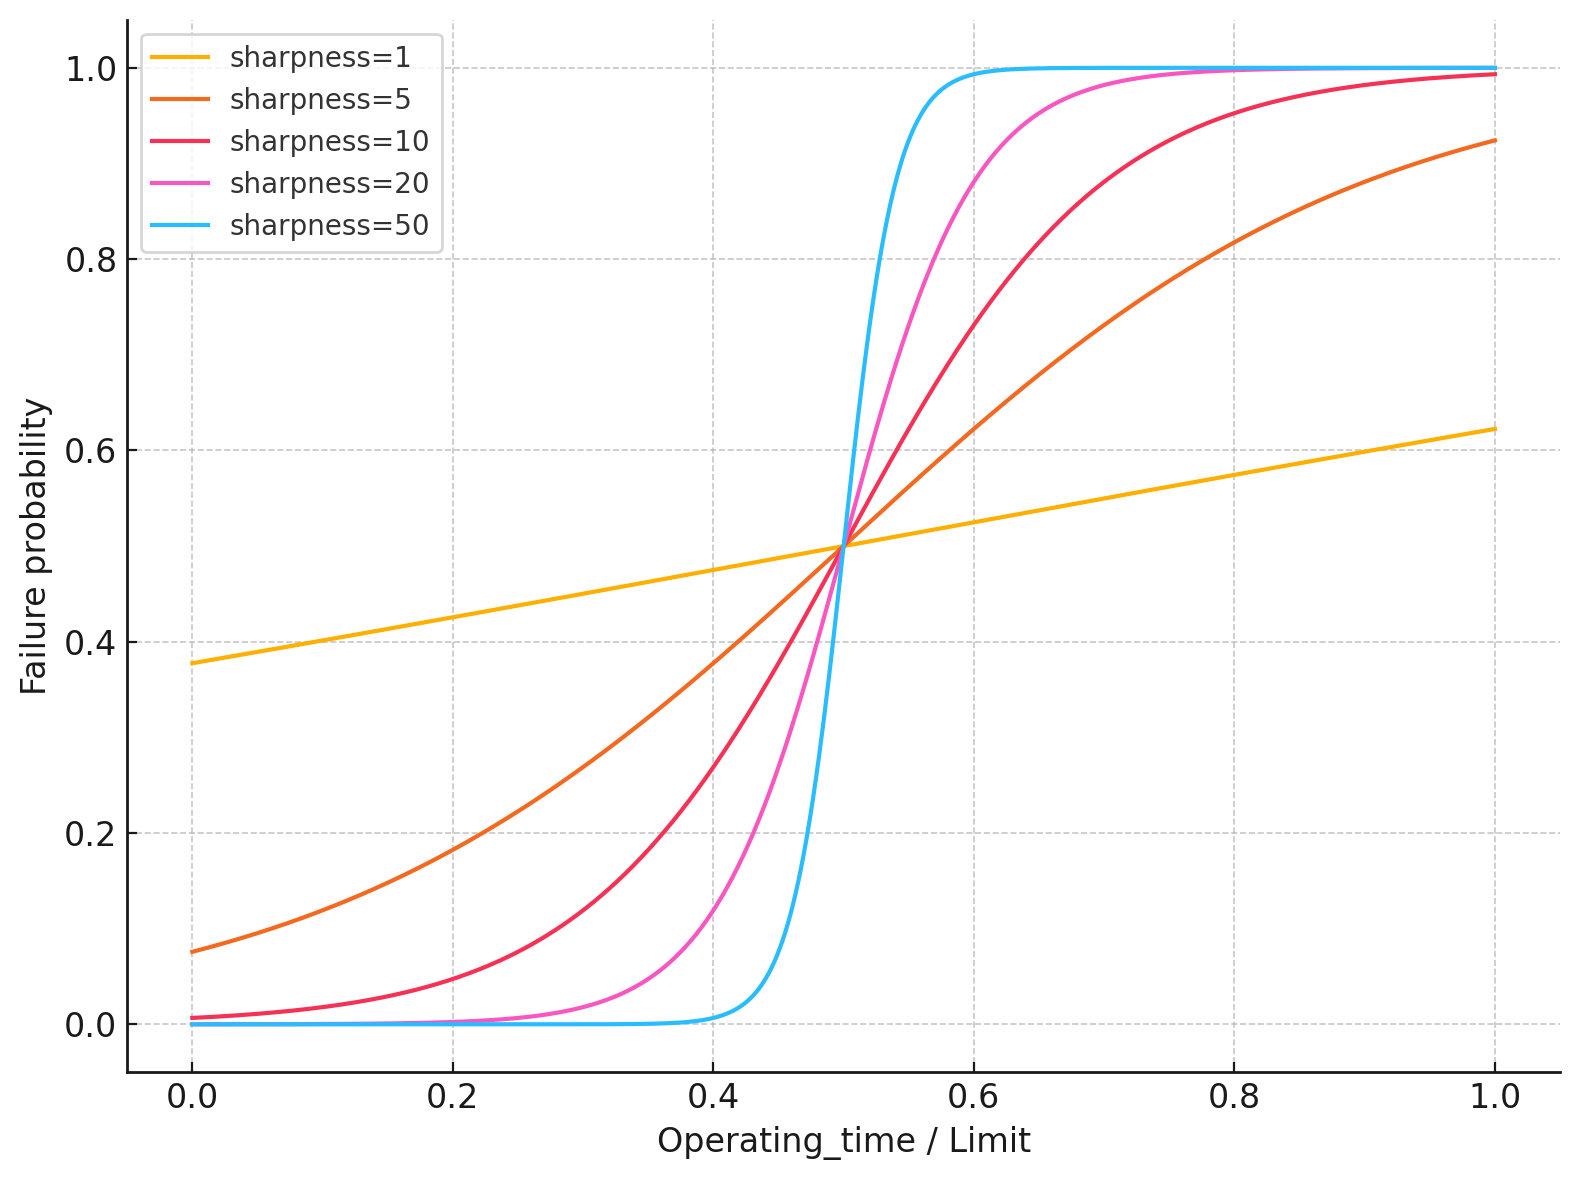 sharpness=1
sharpness=5
sharpness=10
sharpness=20
sharpness=50
1.0
0.8
0.6
0.4
0.2
0.0
Failure probability
0.0 0.2 0.4 0.6 0.8 1.0
Operating_time / Limit